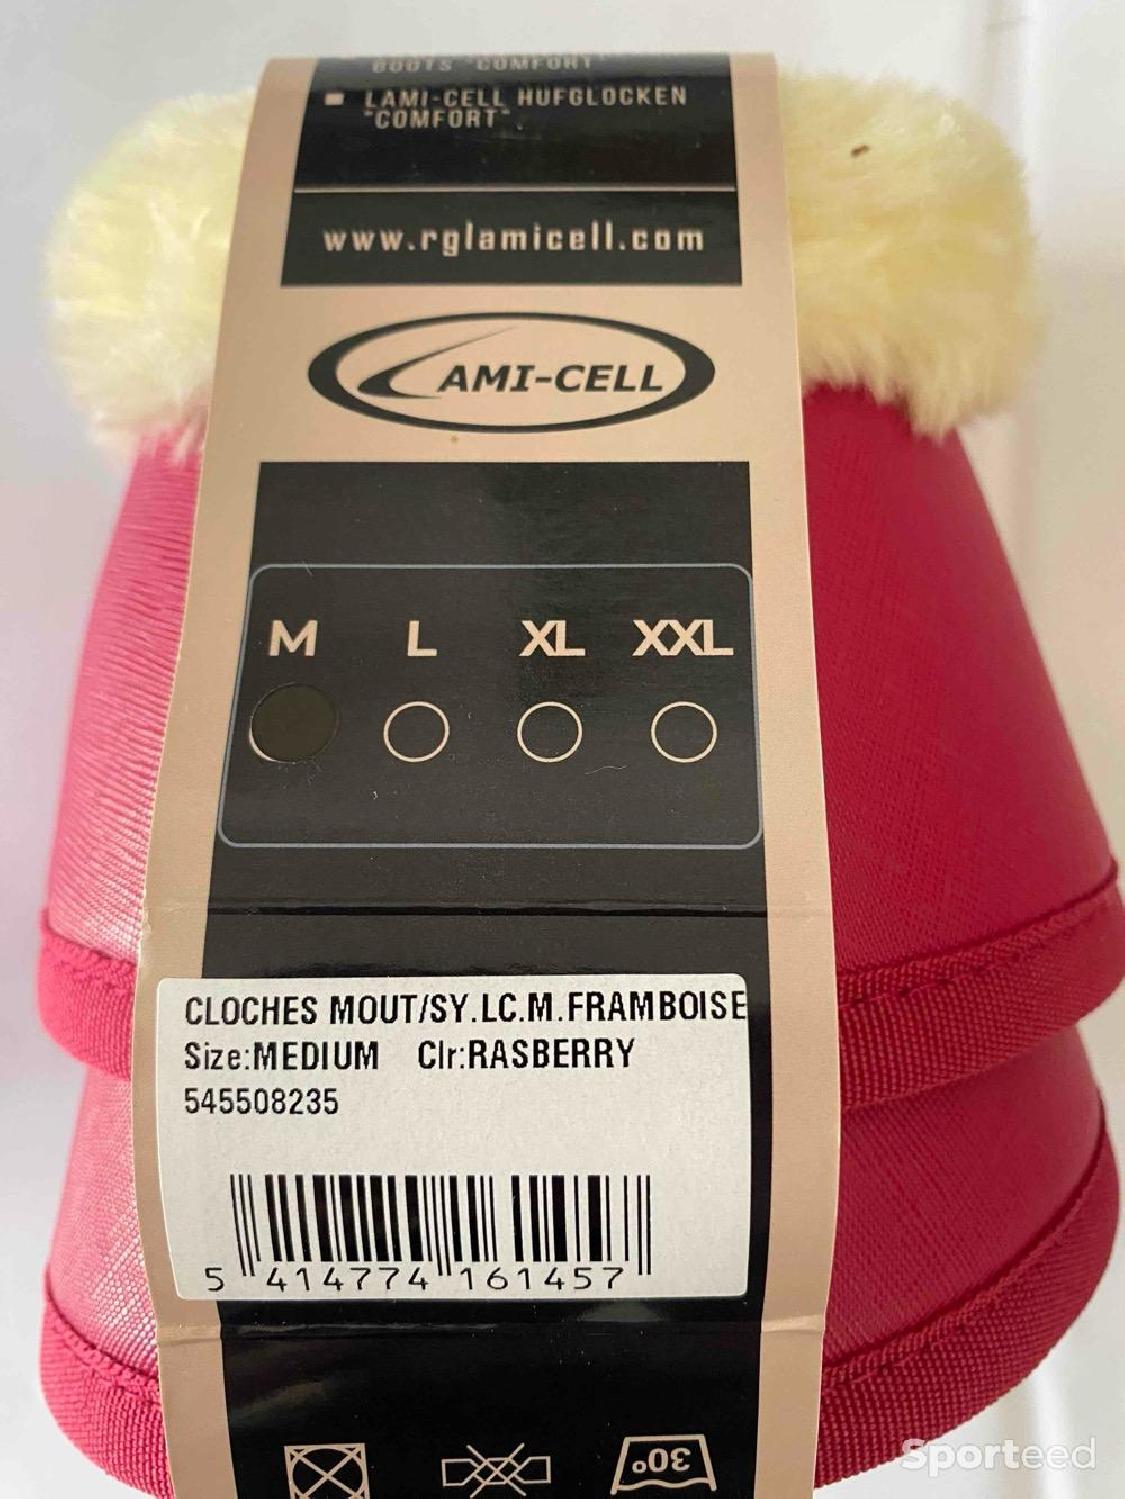 BOOTS "COMFORT"
LAMI-CELL HUFGLOCKEN
"COMFORT".
www.rglamicell.com
LAMI-CELL
M L XL XXL
CLOCHES MOUT/SY.LC.M.FRAMBOISE
Size:MEDIUM Clr:RASBERRY
545508235
5 414774 161457
30°
Sporteed